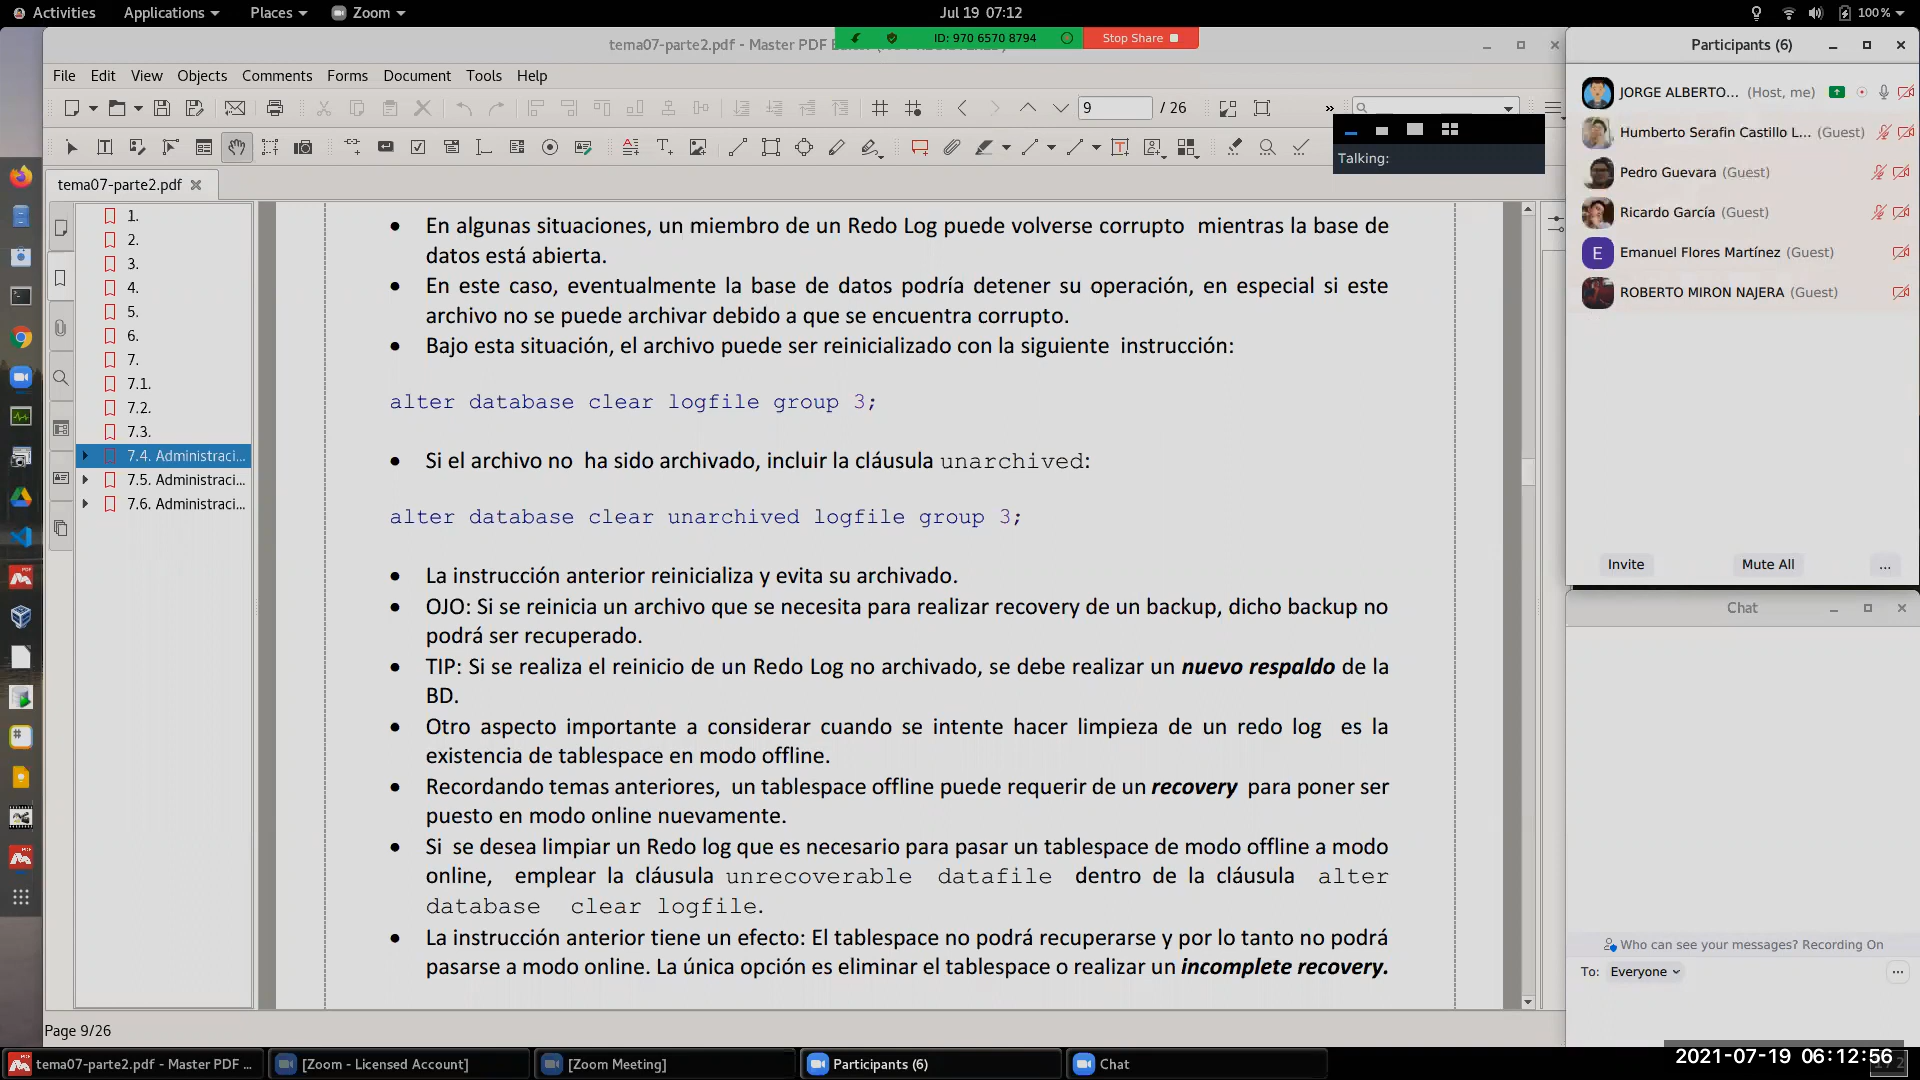 Activities Applications Places Zoom Jul 19 07:12 100%
tema07-parte2.pdf - Master PDF
ID: 970 6570 8794 Stop Share
File Edit View Objects Collections Comments Forms Document Tools Help
9 / 26
Talking:
tema07-parte2.pdf
1.
2.
3.
4.
5.
6.
7.
7.1.
7.2.
7.3.
7.4. Administraci...
7.5. Administraci...
7.6. Administraci...
• En algunas situaciones, un miembro de un Redo Log puede volverse corrupto mientras la base de
datos está abierta.
• En este caso, eventualmente la base de datos podría detener su operación, en especial si este
archivo no se puede archivar debido a que se encuentra corrupto.
• Bajo esta situación, el archivo puede ser reinicializado con la siguiente instrucción:
alter database clear logfile group 3;
• Si el archivo no ha sido archivado, incluir la cláusula unarchived:
alter database clear unarchived logfile group 3;
• La instrucción anterior reinicializa y evita su archivado.
• OJO: Si se reinicia un archivo que se necesita para realizar recovery de un backup, dicho backup no
podrá ser recuperado.
• TIP: Si se realiza el reinicio de un Redo Log no archivado, se debe realizar un nuevo respaldo de la
BD.
• Otro aspecto importante a considerar cuando se intente hacer limpieza de un redo log es la
existencia de tablespace en modo offline.
• Recordando temas anteriores, un tablespace offline puede requerir de un recovery para poner ser
puesto en modo online nuevamente.
• Si se desea limpiar un Redo log que es necesario para pasar un tablespace de modo offline a modo
online, emplear la cláusula unrecoverable datafile dentro de la cláusula alter
database clear logfile.
• La instrucción anterior tiene un efecto: El tablespace no podrá recuperarse y por lo tanto no podrá
pasarse a modo online. La única opción es eliminar el tablespace o realizar un incomplete recovery.
Page 9/26
Participants (6)
JORGE ALBERTO... (Host, me)
Humberto Serafin Castillo L... (Guest)
Pedro Guevara (Guest)
Ricardo García (Guest)
E Emanuel Flores Martínez (Guest)
ROBERTO MIRON NAJERA (Guest)
Invite Mute All ...
Chat
Who can see your messages? Recording On
To: Everyone
tema07-parte2.pdf - Master PDF ... [Zoom - Licensed Account] [Zoom Meeting] Participants (6) Chat
2021-07-19 06:12:56